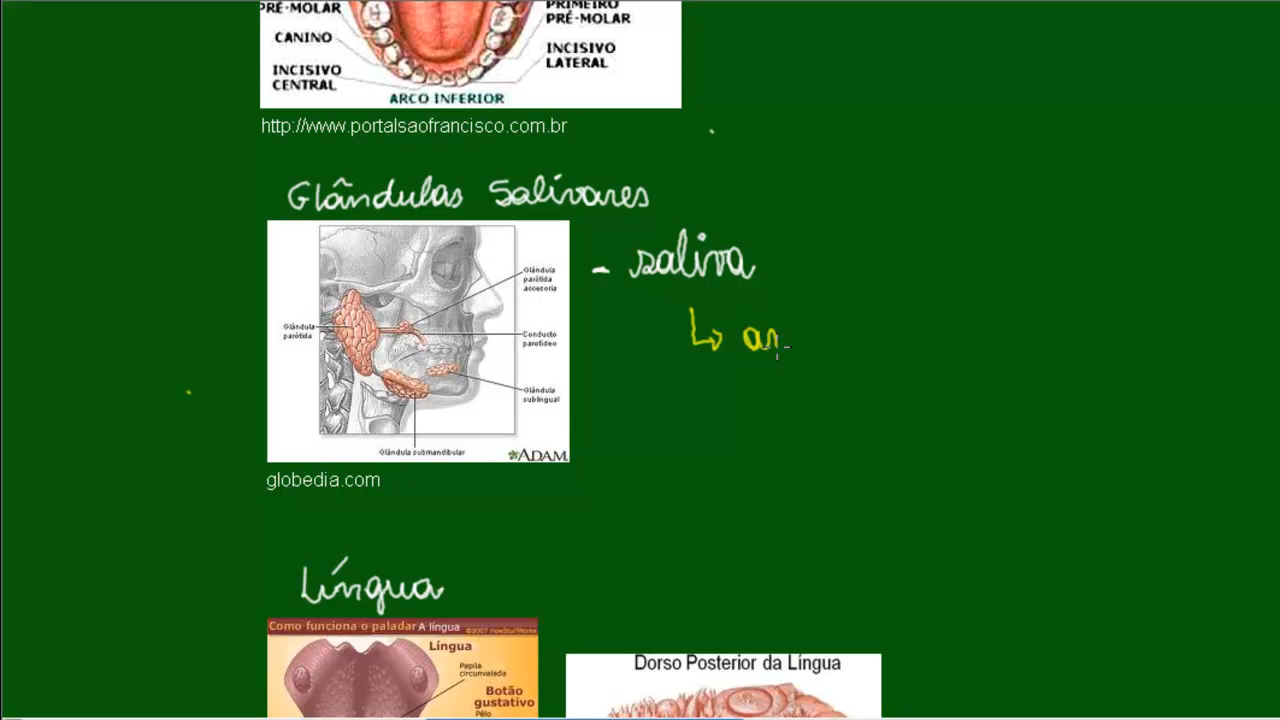 PRÉ-MOLAR
CANINO
INCISIVO
CENTRAL
PRIMEIRO
PRÉ-MOLAR
INCISIVO
LATERAL
ARCO INFERIOR
http://www.portalsaofrancisco.com.br
Glândulas Salivares
- saliva
Glândula
parótida
accesoria
Glândula
parótida
Conducto
parotídeo
Glândula
sublingual
Glândula submandibular
ADAM.
globedia.com
Língua
Como funciona o paladar A língua
©2007 HowStuffWorks
Língua
Papila
circunvalada
Botão
gustativo
Pêlo
Dorso Posterior da Língua